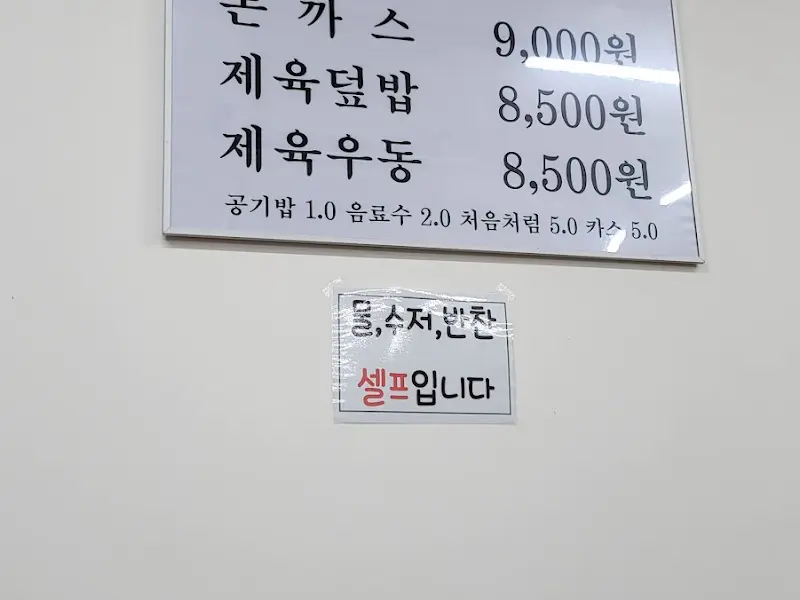 돈까스 9,000원
제육덮밥 8,500원
제육우동 8,500원
공기밥 1.0 음료수 2.0 처음처럼 5.0 카스 5.0
물,수저,반찬
셀프입니다